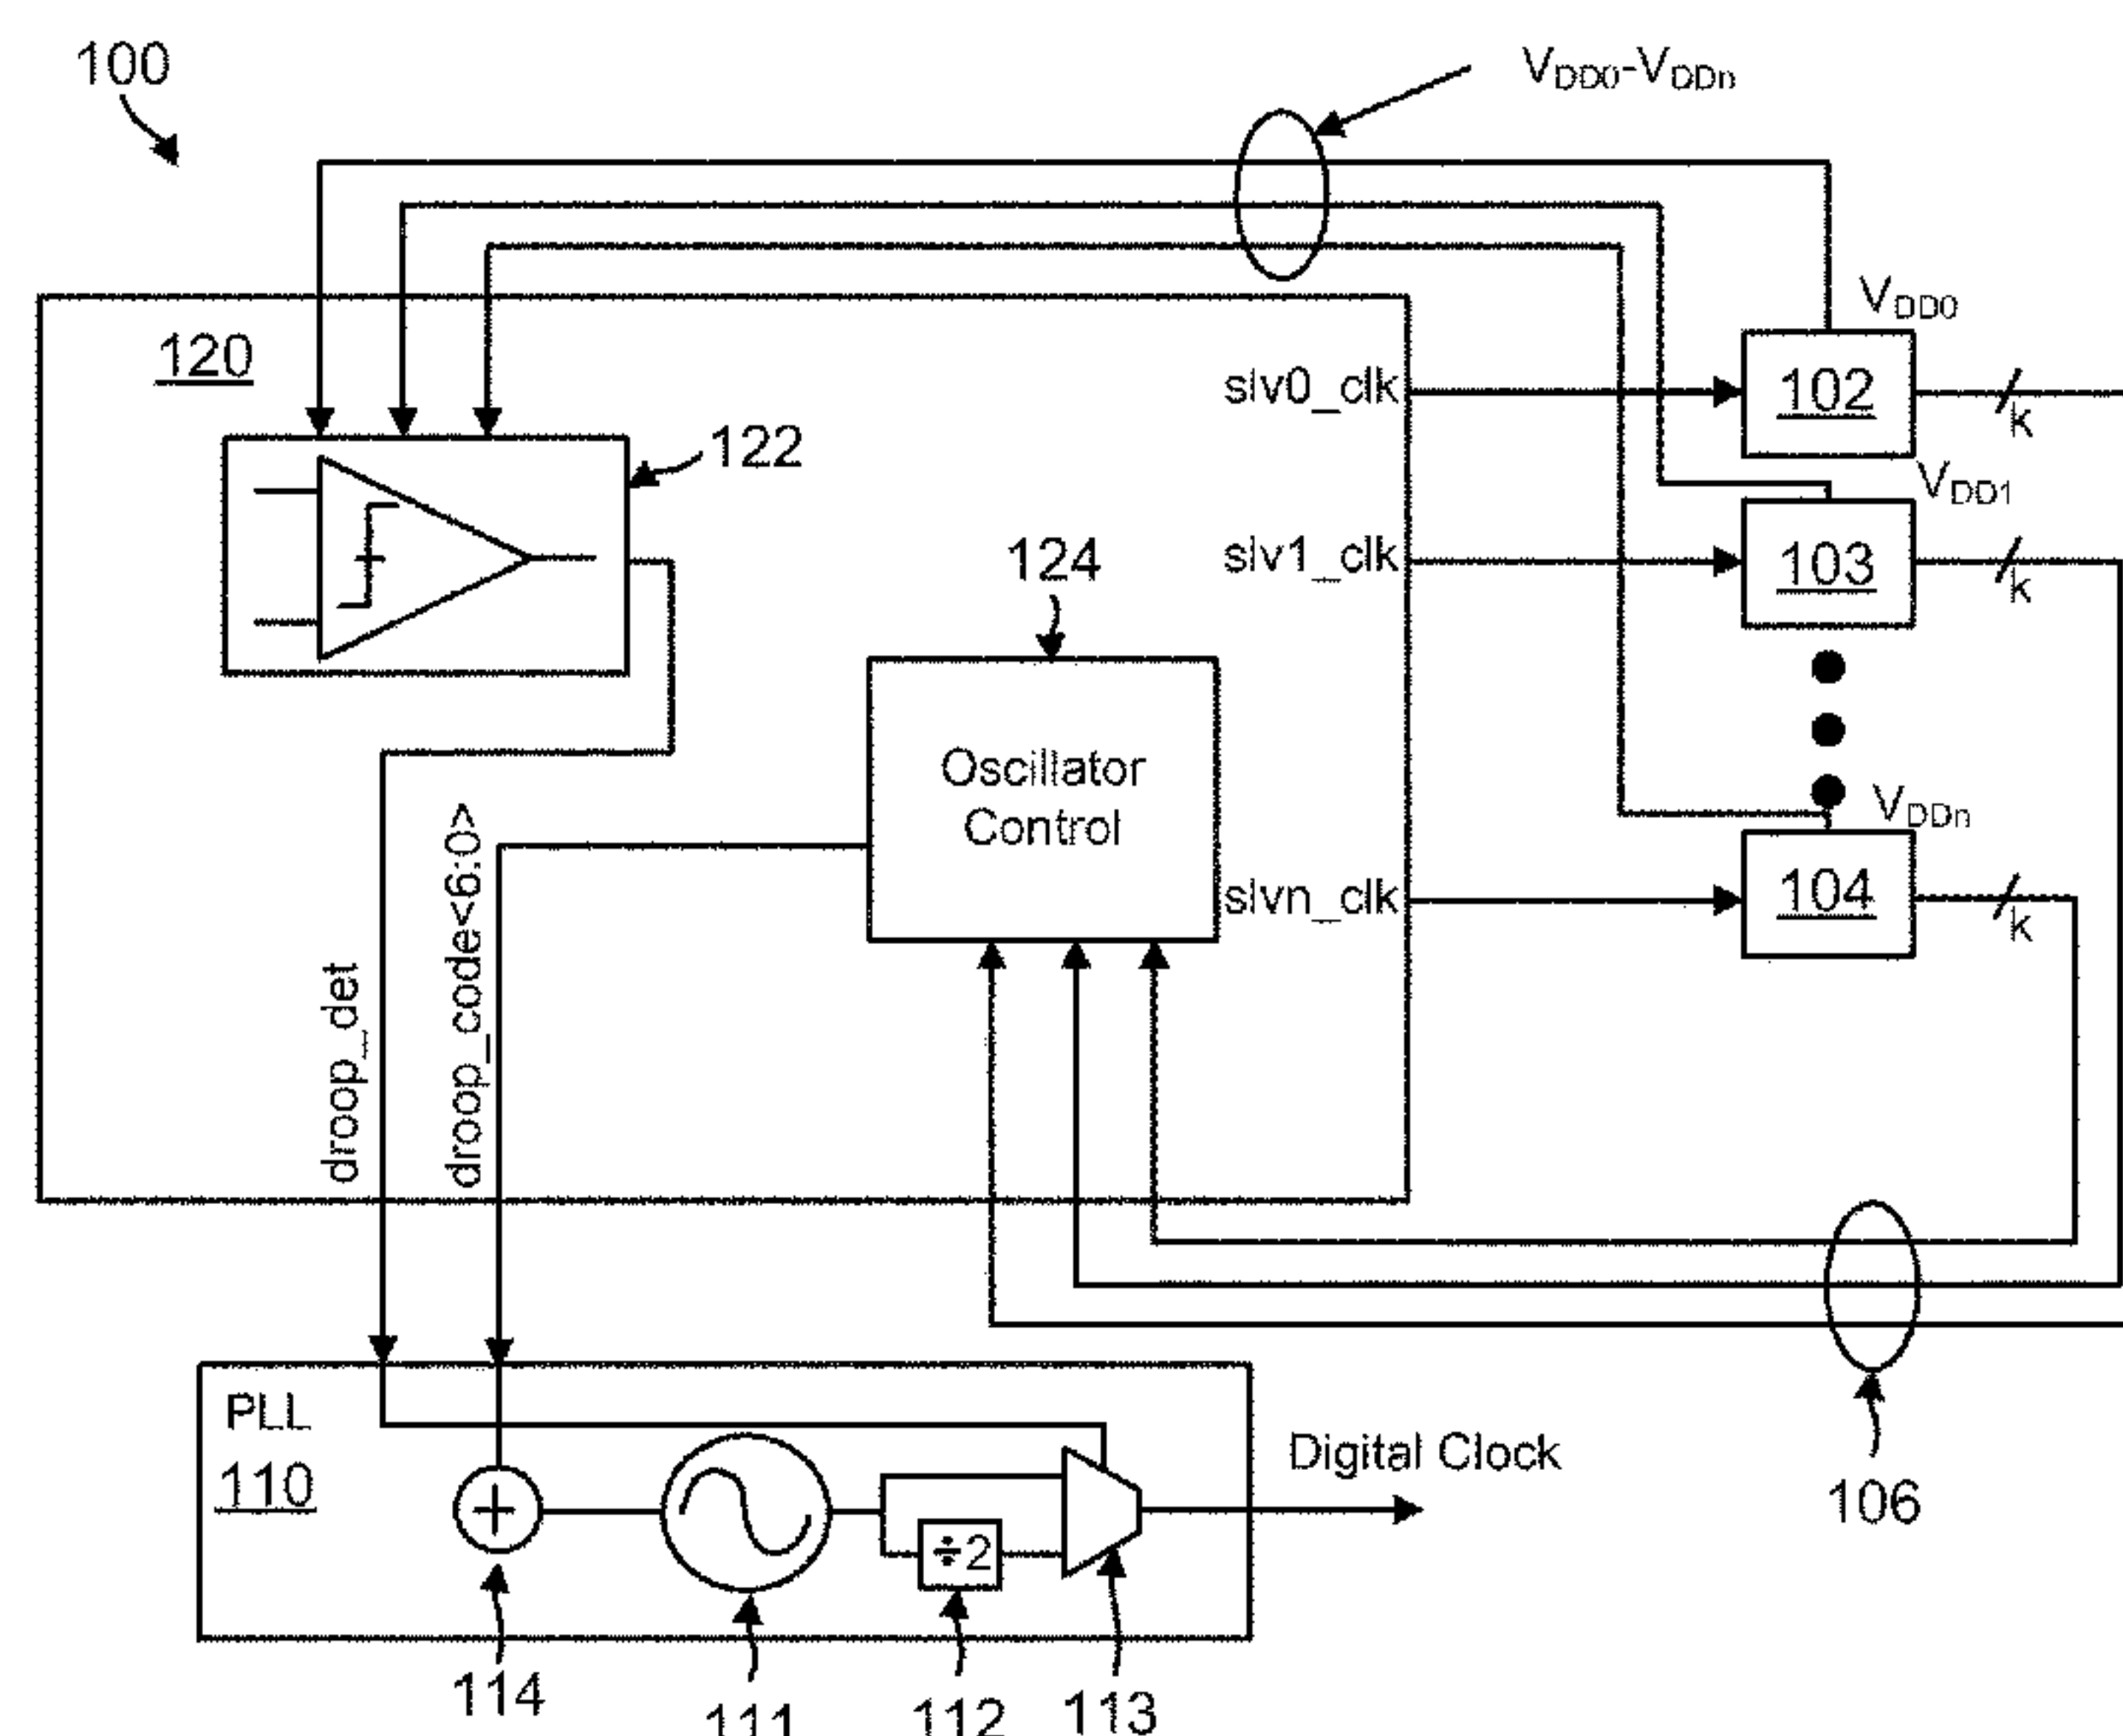 100
VDD0-VDDn
120
122
124
Oscillator
Control
slv0_clk
slv1_clk
slvn_clk
VDD0
102
k
VDD1
103
k
VDDn
104
k
droop_det
droop_code<6:0>
PLL
110
+
÷2
Digital Clock
106
114
111
112
113